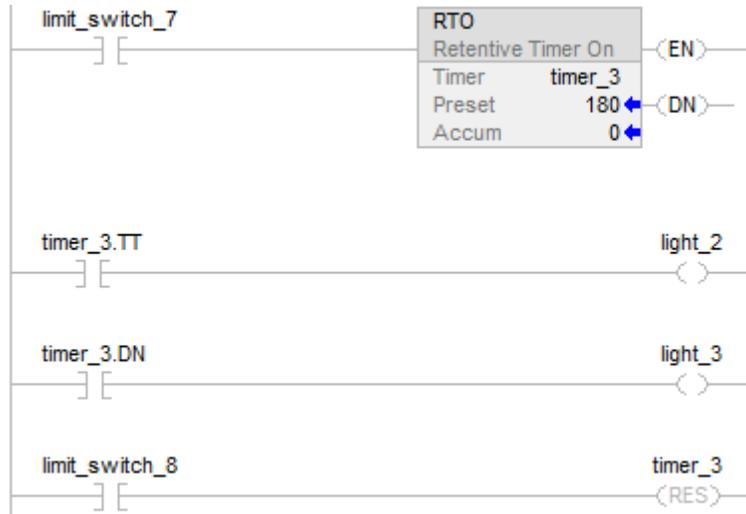 limit_switch_7
RTO
Retentive Timer On
EN
Timer timer_3
Preset 180
DN
Accum 0
timer_3.TT light_2
timer_3.DN light_3
limit_switch_8 timer_3
RES